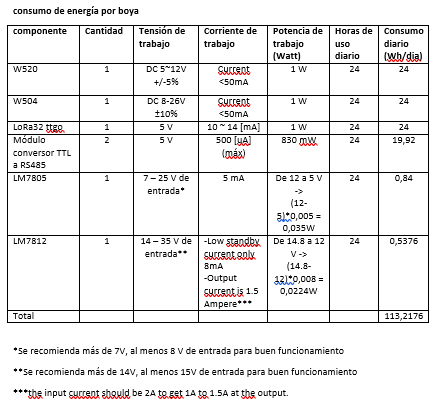 consumo de energía por boya
componente Cantidad Tensión de trabajo Corriente de trabajo Potencia de trabajo (Watt) Horas de uso diario Consumo diario (Wh/dia)
W520 1 DC 5~12V +/-5% Current <50mA 1 W 24 24
W504 1 DC 8-26V ±10% Current <50mA 1 W 24 24
LoRa32 ttgo 1 5 V 10 ~ 14 [mA] 1 W 24 24
Módulo conversor TTL a RS485 2 5 V 500 [uA] (máx) 830 mW 24 19,92
LM7805 1 7 – 25 V de entrada* 5 mA De 12 a 5 V -> (12-5)*0,005 = 0,035W 24 0,84
LM7812 1 14 – 35 V de entrada** -Low standby current only 8mA -Output current is 1.5 Ampere*** De 14.8 a 12 V -> (14.8-12)*0,008 = 0,0224W 24 0,5376
Total 113,2176
*Se recomienda más de 7V, al menos 8 V de entrada para buen funcionamiento
**Se recomienda más de 14V, al menos 15V de entrada para buen funcionamiento
***the input current should be 2A to get 1A to 1.5A at the output.